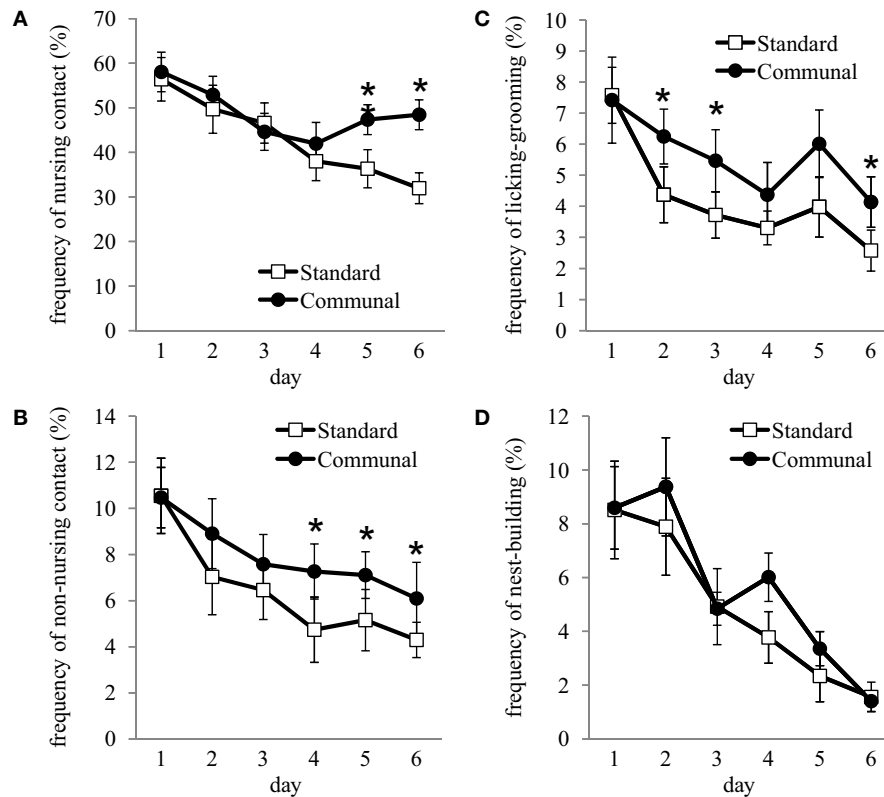 A
frequency of nursing contact (%)
70
60
50
40
30
20
10
0
* *
*
*
Standard
Communal
1 2 3 4 5 6
day
B
frequency of non-nursing contact (%)
14
12
10
8
6
4
2
0
Standard
Communal
* * *
1 2 3 4 5 6
day
C
frequency of licking-grooming (%)
10
9
8
7
6
5
4
3
2
1
0
Standard
Communal
* *
*
1 2 3 4 5 6
day
D
frequency of nest-building (%)
12
10
8
6
4
2
0
Standard
Communal
1 2 3 4 5 6
day